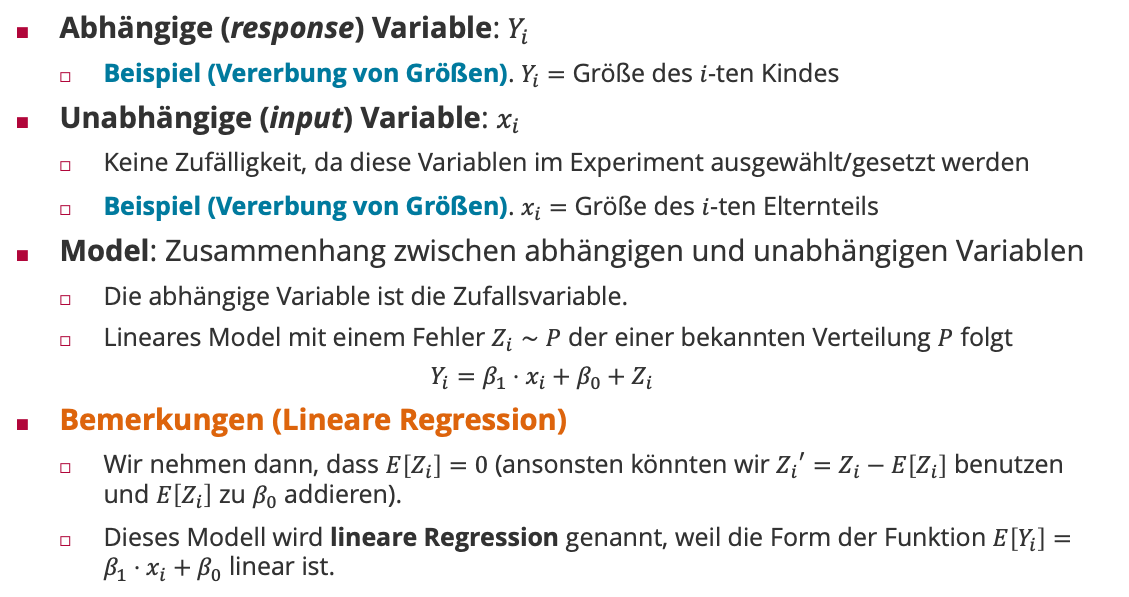 Abhängige (response) Variable: Yᵢ
Beispiel (Vererbung von Größen). Yᵢ = Größe des i-ten Kindes
Unabhängige (input) Variable: xᵢ
Keine Zufälligkeit, da diese Variablen im Experiment ausgewählt/gesetzt werden
Beispiel (Vererbung von Größen). xᵢ = Größe des i-ten Elternteils
Model: Zusammenhang zwischen abhängigen und unabhängigen Variablen
Die abhängige Variable ist die Zufallsvariable.
Lineares Model mit einem Fehler Zᵢ ~ P der einer bekannten Verteilung P folgt
Yᵢ = β₁ · xᵢ + β₀ + Zᵢ
Bemerkungen (Lineare Regression)
Wir nehmen dann, dass E[Zᵢ] = 0 (ansonsten könnten wir Zᵢ′ = Zᵢ − E[Zᵢ] benutzen
und E[Zᵢ] zu β₀ addieren).
Dieses Modell wird lineare Regression genannt, weil die Form der Funktion E[Yᵢ] =
β₁ · xᵢ + β₀ linear ist.